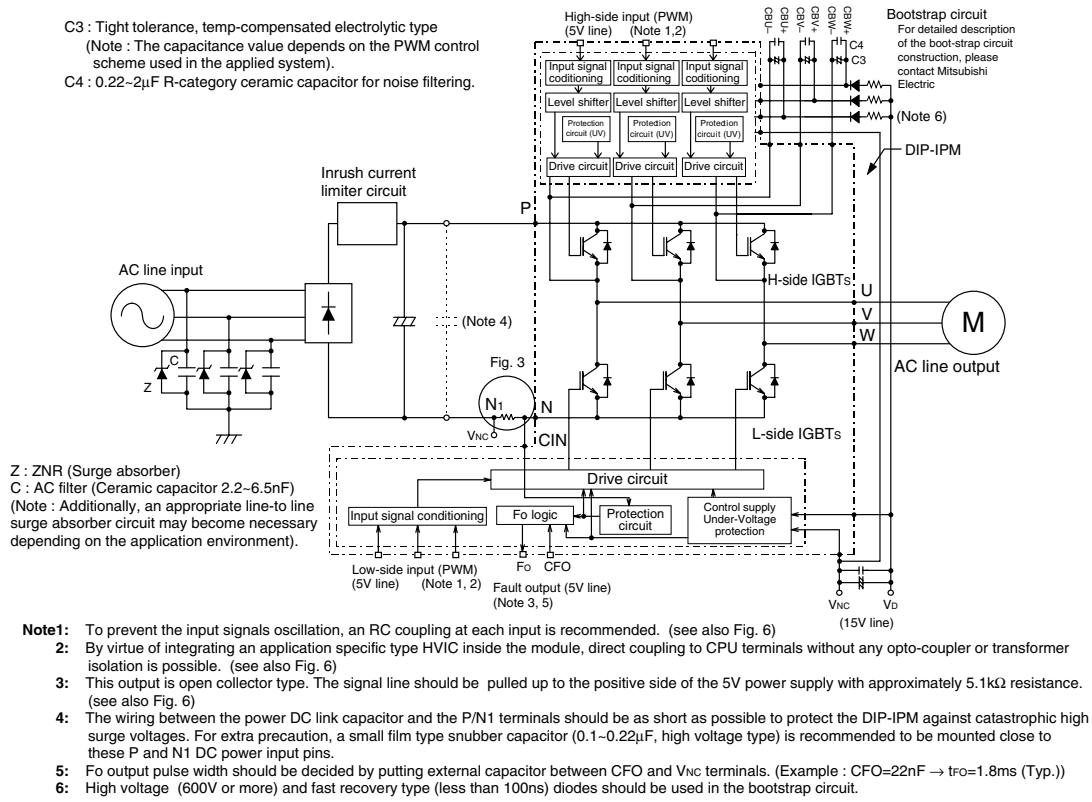 C3 : Tight tolerance, temp-compensated electrolytic type
(Note : The capacitance value depends on the PWM control
scheme used in the applied system).
C4 : 0.22~2μF R-category ceramic capacitor for noise filtering.
High-side input (PWM)
(5V line) (Note 1,2)
CBU–
CBU+
CBV–
CBV+
CBW–
CBW+
Bootstrap circuit
For detailed description
of the boot-strap circuit
construction, please
contact Mitsubishi
Electric
C4
C3
(Note 6)
DIP-IPM
Input signal coditioning
Input signal conditioning
Input signal conditioning
Level shifter
Level shifter
Level shifter
Protection circuit (UV)
Protection circuit (UV)
Protection circuit (UV)
Drive circuit
Drive circuit
Drive circuit
Inrush current
limiter circuit
P
AC line input
H-side IGBTS
U
V
W
M
AC line output
(Note 4)
C
Z
Fig. 3
N1
N
VNC
CIN
L-side IGBTS
Z : ZNR (Surge absorber)
C : AC filter (Ceramic capacitor 2.2~6.5nF)
(Note : Additionally, an appropriate line-to line
surge absorber circuit may become necessary
depending on the application environment).
Drive circuit
Input signal conditioning
Fo logic
Protection
circuit
Control supply
Under-Voltage
protection
Low-side input (PWM)
(5V line) (Note 1, 2)
FO CFO
Fault output (5V line)
(Note 3, 5)
VNC VD
(15V line)
Note1: To prevent the input signals oscillation, an RC coupling at each input is recommended. (see also Fig. 6)
2: By virtue of integrating an application specific type HVIC inside the module, direct coupling to CPU terminals without any opto-coupler or transformer
isolation is possible. (see also Fig. 6)
3: This output is open collector type. The signal line should be pulled up to the positive side of the 5V power supply with approximately 5.1kΩ resistance.
(see also Fig. 6)
4: The wiring between the power DC link capacitor and the P/N1 terminals should be as short as possible to protect the DIP-IPM against catastrophic high
surge voltages. For extra precaution, a small film type snubber capacitor (0.1~0.22μF, high voltage type) is recommended to be mounted close to
these P and N1 DC power input pins.
5: Fo output pulse width should be decided by putting external capacitor between CFO and VNC terminals. (Example : CFO=22nF → tFO=1.8ms (Typ.))
6: High voltage (600V or more) and fast recovery type (less than 100ns) diodes should be used in the bootstrap circuit.